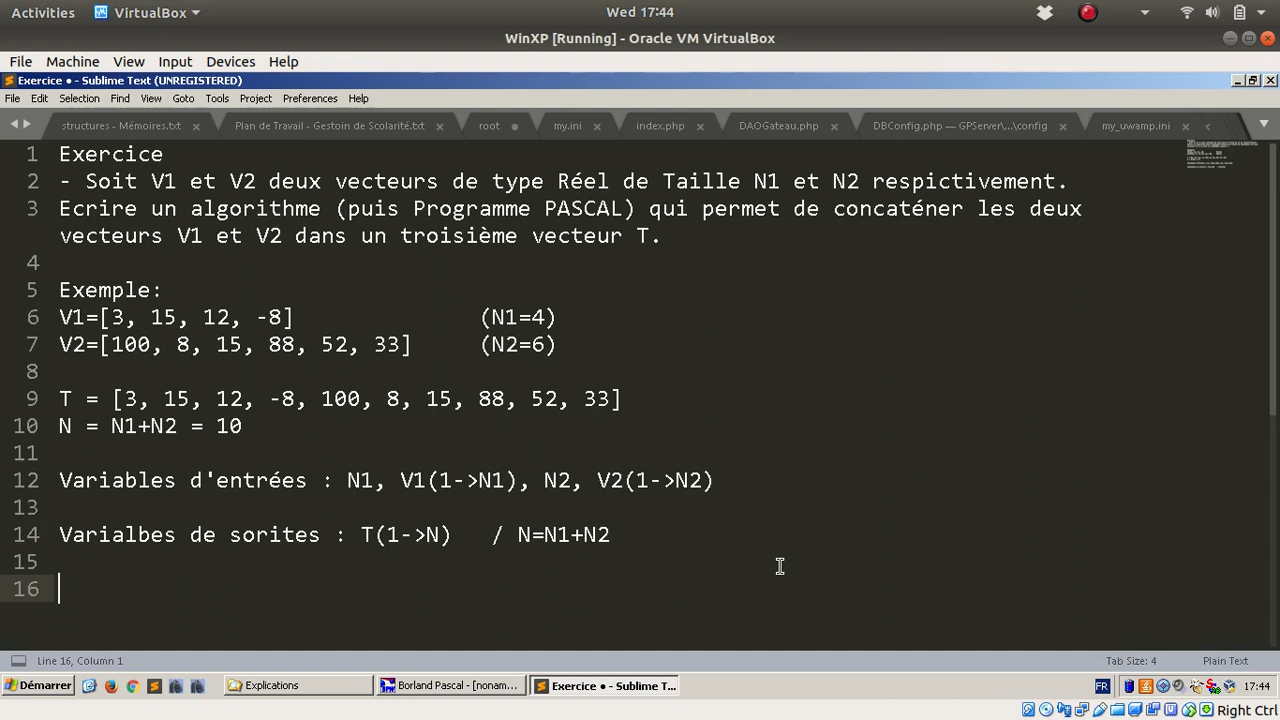 Activities VirtualBox Wed 17:44
WinXP [Running] - Oracle VM VirtualBox
File Machine View Input Devices Help
Exercice • - Sublime Text (UNREGISTERED)
File Edit Selection Find View Goto Tools Project Preferences Help
structures - Mémoires.txt Plan de Travail - Gestoin de Scolarité.txt root my.ini index.php DAOGateau.php DBConfig.php — GPServer\...\config my_uwamp.ini
1 Exercice
2 - Soit V1 et V2 deux vecteurs de type Réel de Taille N1 et N2 respictivement.
3 Ecrire un algorithme (puis Programme PASCAL) qui permet de concaténer les deux
vecteurs V1 et V2 dans un troisième vecteur T.
4
5 Exemple:
6 V1=[3, 15, 12, -8] (N1=4)
7 V2=[100, 8, 15, 88, 52, 33] (N2=6)
8
9 T = [3, 15, 12, -8, 100, 8, 15, 88, 52, 33]
10 N = N1+N2 = 10
11
12 Variables d'entrées : N1, V1(1->N1), N2, V2(1->N2)
13
14 Varialbes de sorites : T(1->N) / N=N1+N2
15
16
Line 16, Column 1 Tab Size: 4 Plain Text
Démarrer Explications Borland Pascal - [nonam... Exercice • - Sublime T... FR 17:44
Right Ctrl